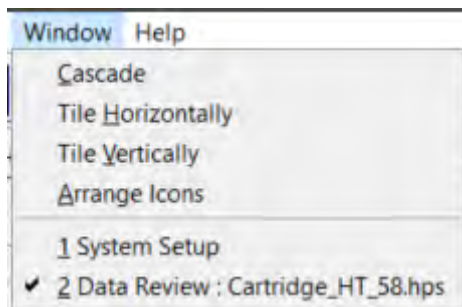 Window Help
Cascade
Tile Horizontally
Tile Vertically
Arrange Icons
1 System Setup
✔ 2 Data Review : Cartridge_HT_58.hps